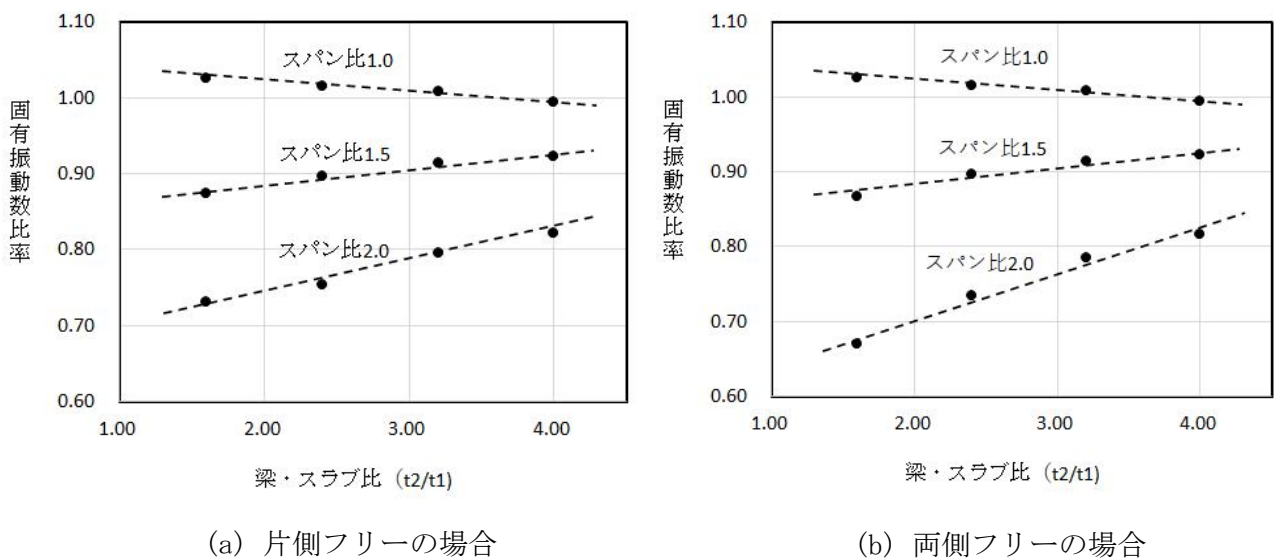 1.10
1.00
0.90
0.80
0.70
0.60
固有振動数比率
スパン比1.0
スパン比1.5
スパン比2.0
1.00 2.00 3.00 4.00
梁・スラブ比（t2/t1)
(a) 片側フリーの場合
1.10
1.00
0.90
0.80
0.70
0.60
固有振動数比率
スパン比1.0
スパン比1.5
スパン比2.0
1.00 2.00 3.00 4.00
梁・スラブ比（t2/t1)
(b) 両側フリーの場合